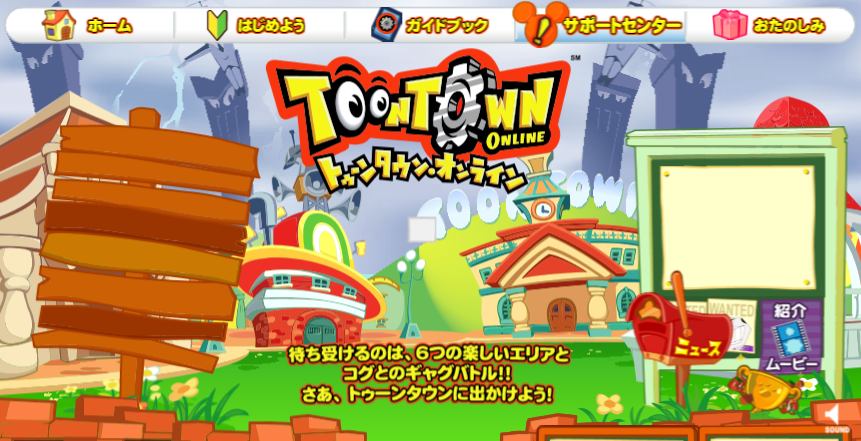 ホーム
はじめよう
ガイドブック
サポートセンター
おたのしみ
TOONTOWN
ONLINE
SM
トゥーンタウン・オンライン
TOONTOWN
WANTED
紹介
ムービー
ニュース
待ち受けるのは、6つの楽しいエリアと
コグとのギャグバトル!!
さあ、トゥーンタウンに出かけよう!
SOUND